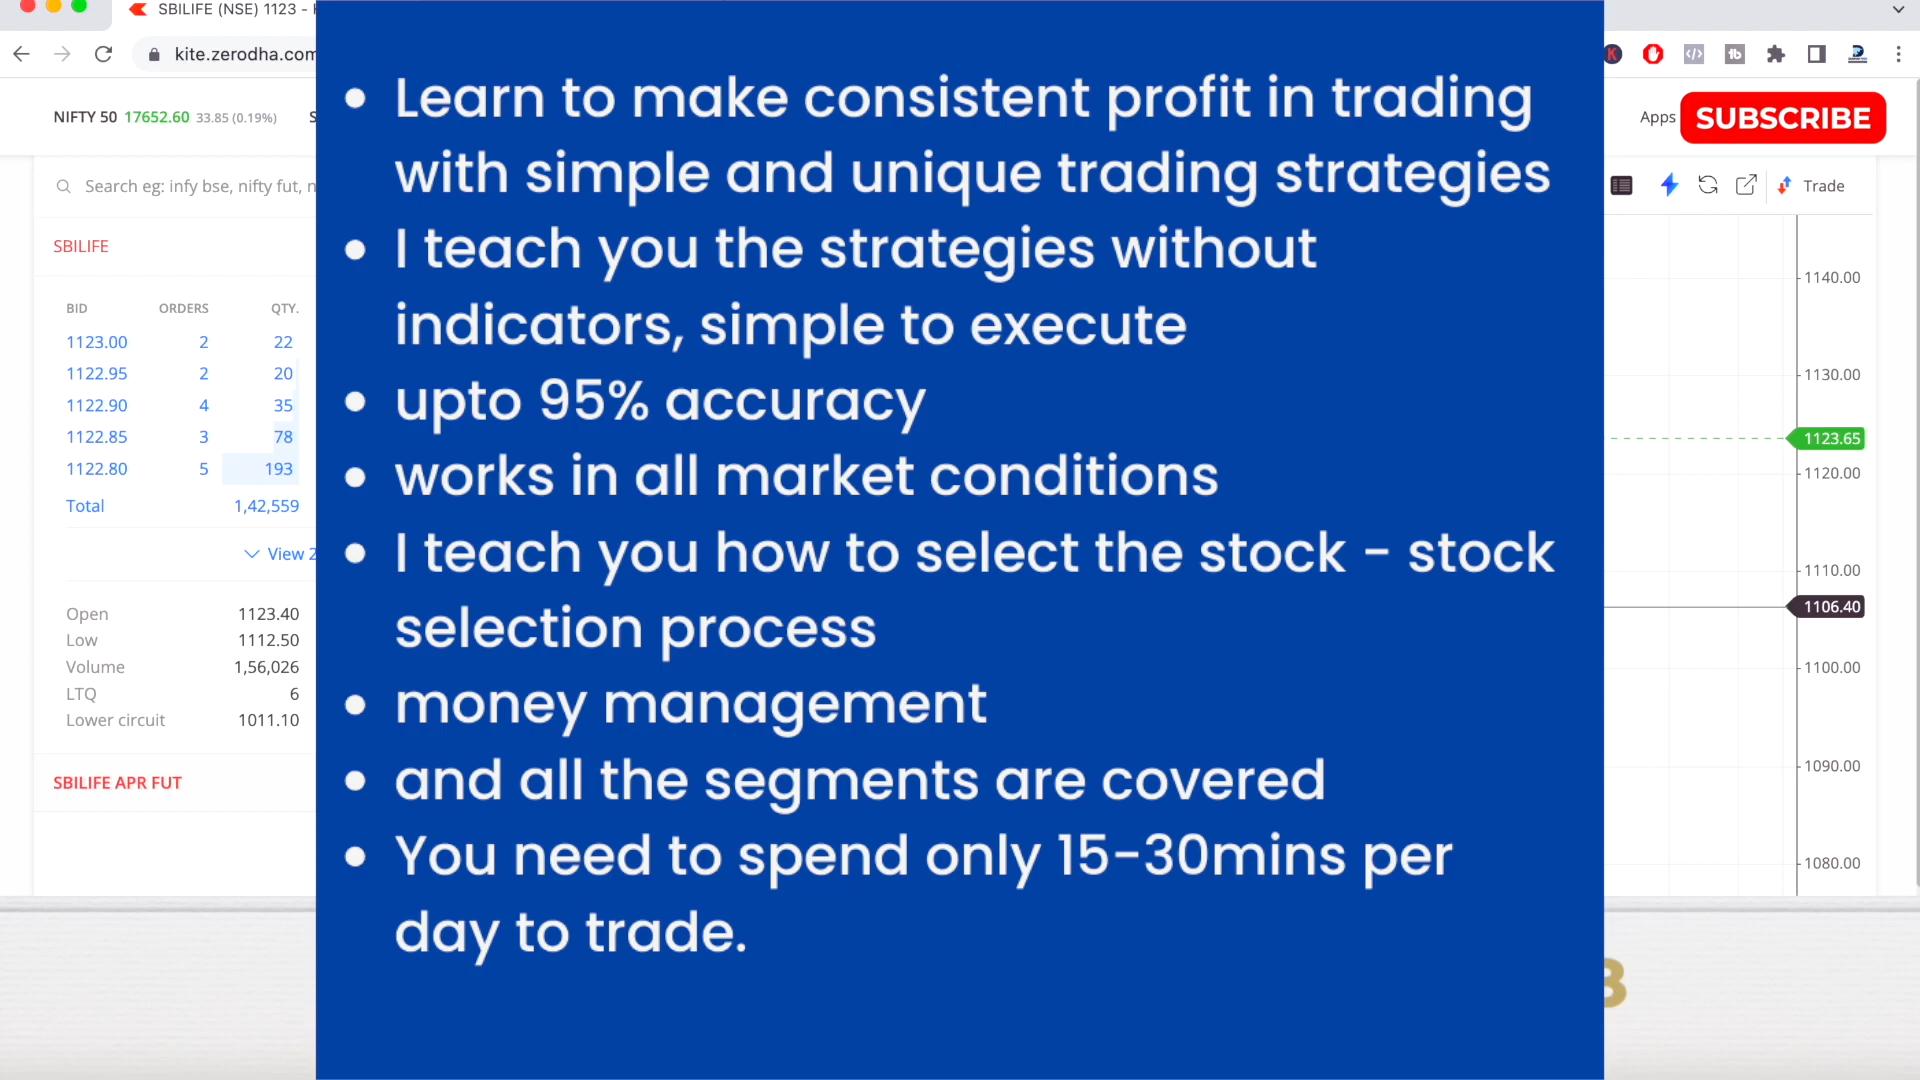 SBILIFE (NSE) 1123 -
kite.zerodha.com
NIFTY 50 17652.60 33.85 (0.19%)
Apps SUBSCRIBE
Search eg: infy bse, nifty fut, n
Trade
SBILIFE
BID ORDERS QTY.
1123.00 2 22
1122.95 2 20
1122.90 4 35
1122.85 3 78
1122.80 5 193
Total 1,42,559
View 2
Open 1123.40
Low 1112.50
Volume 1,56,026
LTQ 6
Lower circuit 1011.10
SBILIFE APR FUT
• Learn to make consistent profit in trading
with simple and unique trading strategies
• I teach you the strategies without
indicators, simple to execute
• upto 95% accuracy
• works in all market conditions
• I teach you how to select the stock - stock
selection process
• money management
• and all the segments are covered
• You need to spend only 15-30mins per
day to trade.
1140.00
1130.00
1123.65
1120.00
1110.00
1106.40
1100.00
1090.00
1080.00